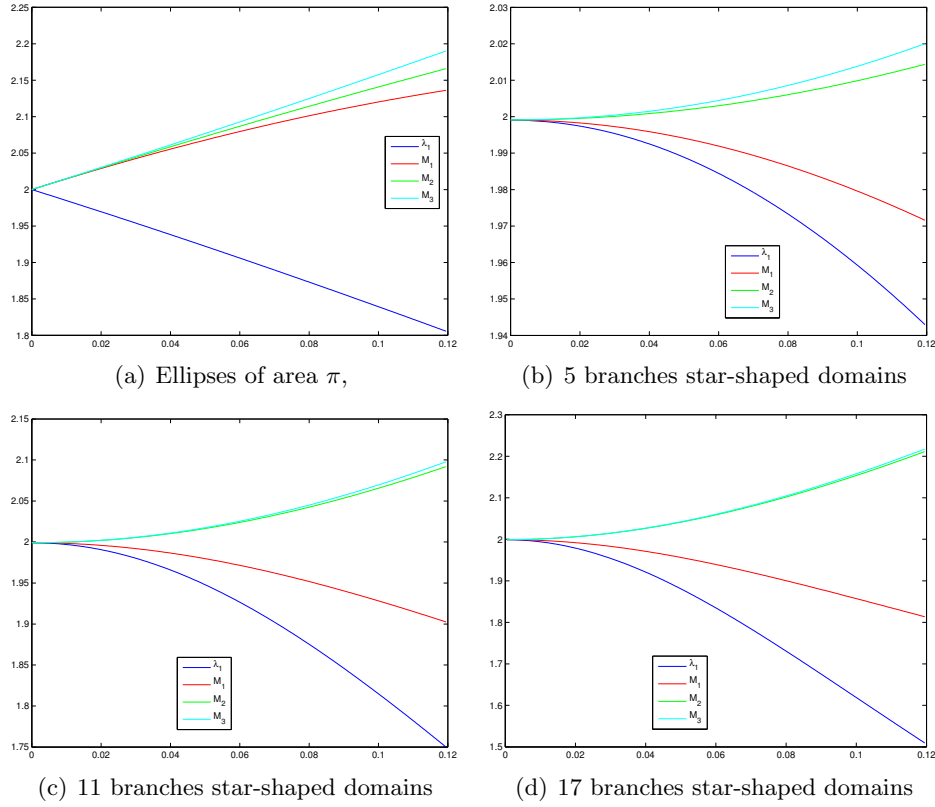 2.25
2.2
2.15
2.1
2.05
2
1.95
1.9
1.85
1.8
0 0.02 0.04 0.06 0.08 0.1 0.12
λ1
M1
M2
M3
(a) Ellipses of area π,
2.03
2.02
2.01
2
1.99
1.98
1.97
1.96
1.95
1.94
0 0.02 0.04 0.06 0.08 0.1 0.12
λ1
M1
M2
M3
(b) 5 branches star-shaped domains
2.15
2.1
2.05
2
1.95
1.9
1.85
1.8
1.75
0 0.02 0.04 0.06 0.08 0.1 0.12
λ1
M1
M2
M3
(c) 11 branches star-shaped domains
2.3
2.2
2.1
2
1.9
1.8
1.7
1.6
1.5
0 0.02 0.04 0.06 0.08 0.1 0.12
λ1
M1
M2
M3
(d) 17 branches star-shaped domains